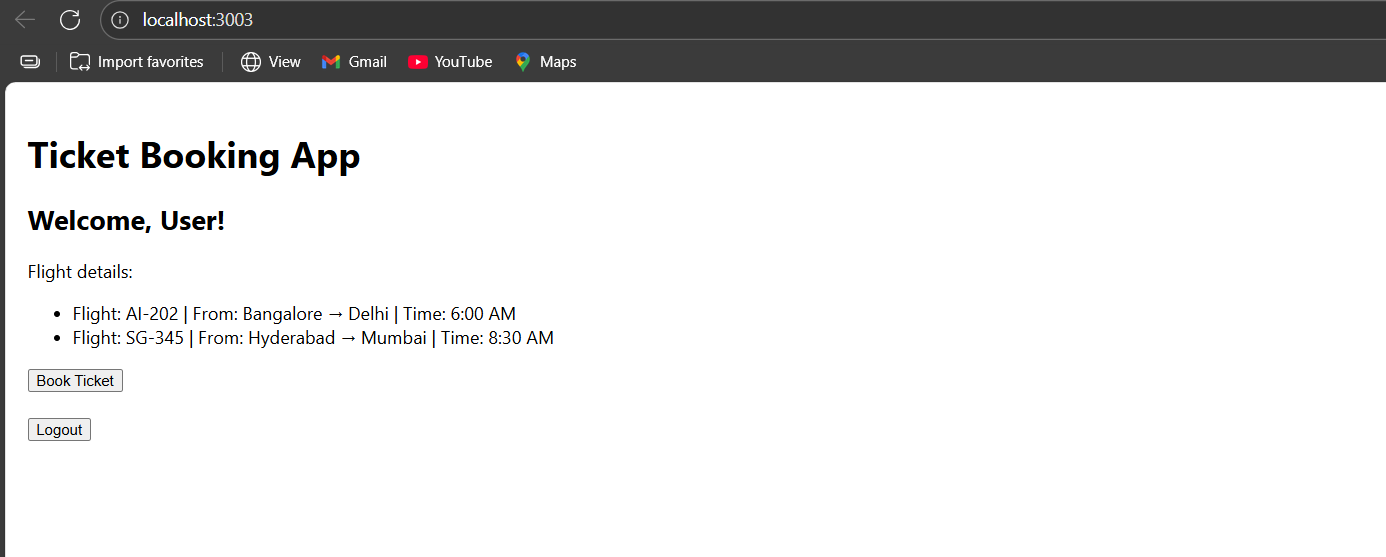 localhost:3003
Import favorites View Gmail YouTube Maps
Ticket Booking App
Welcome, User!
Flight details:
• Flight: AI-202 | From: Bangalore → Delhi | Time: 6:00 AM
• Flight: SG-345 | From: Hyderabad → Mumbai | Time: 8:30 AM
Book Ticket
Logout